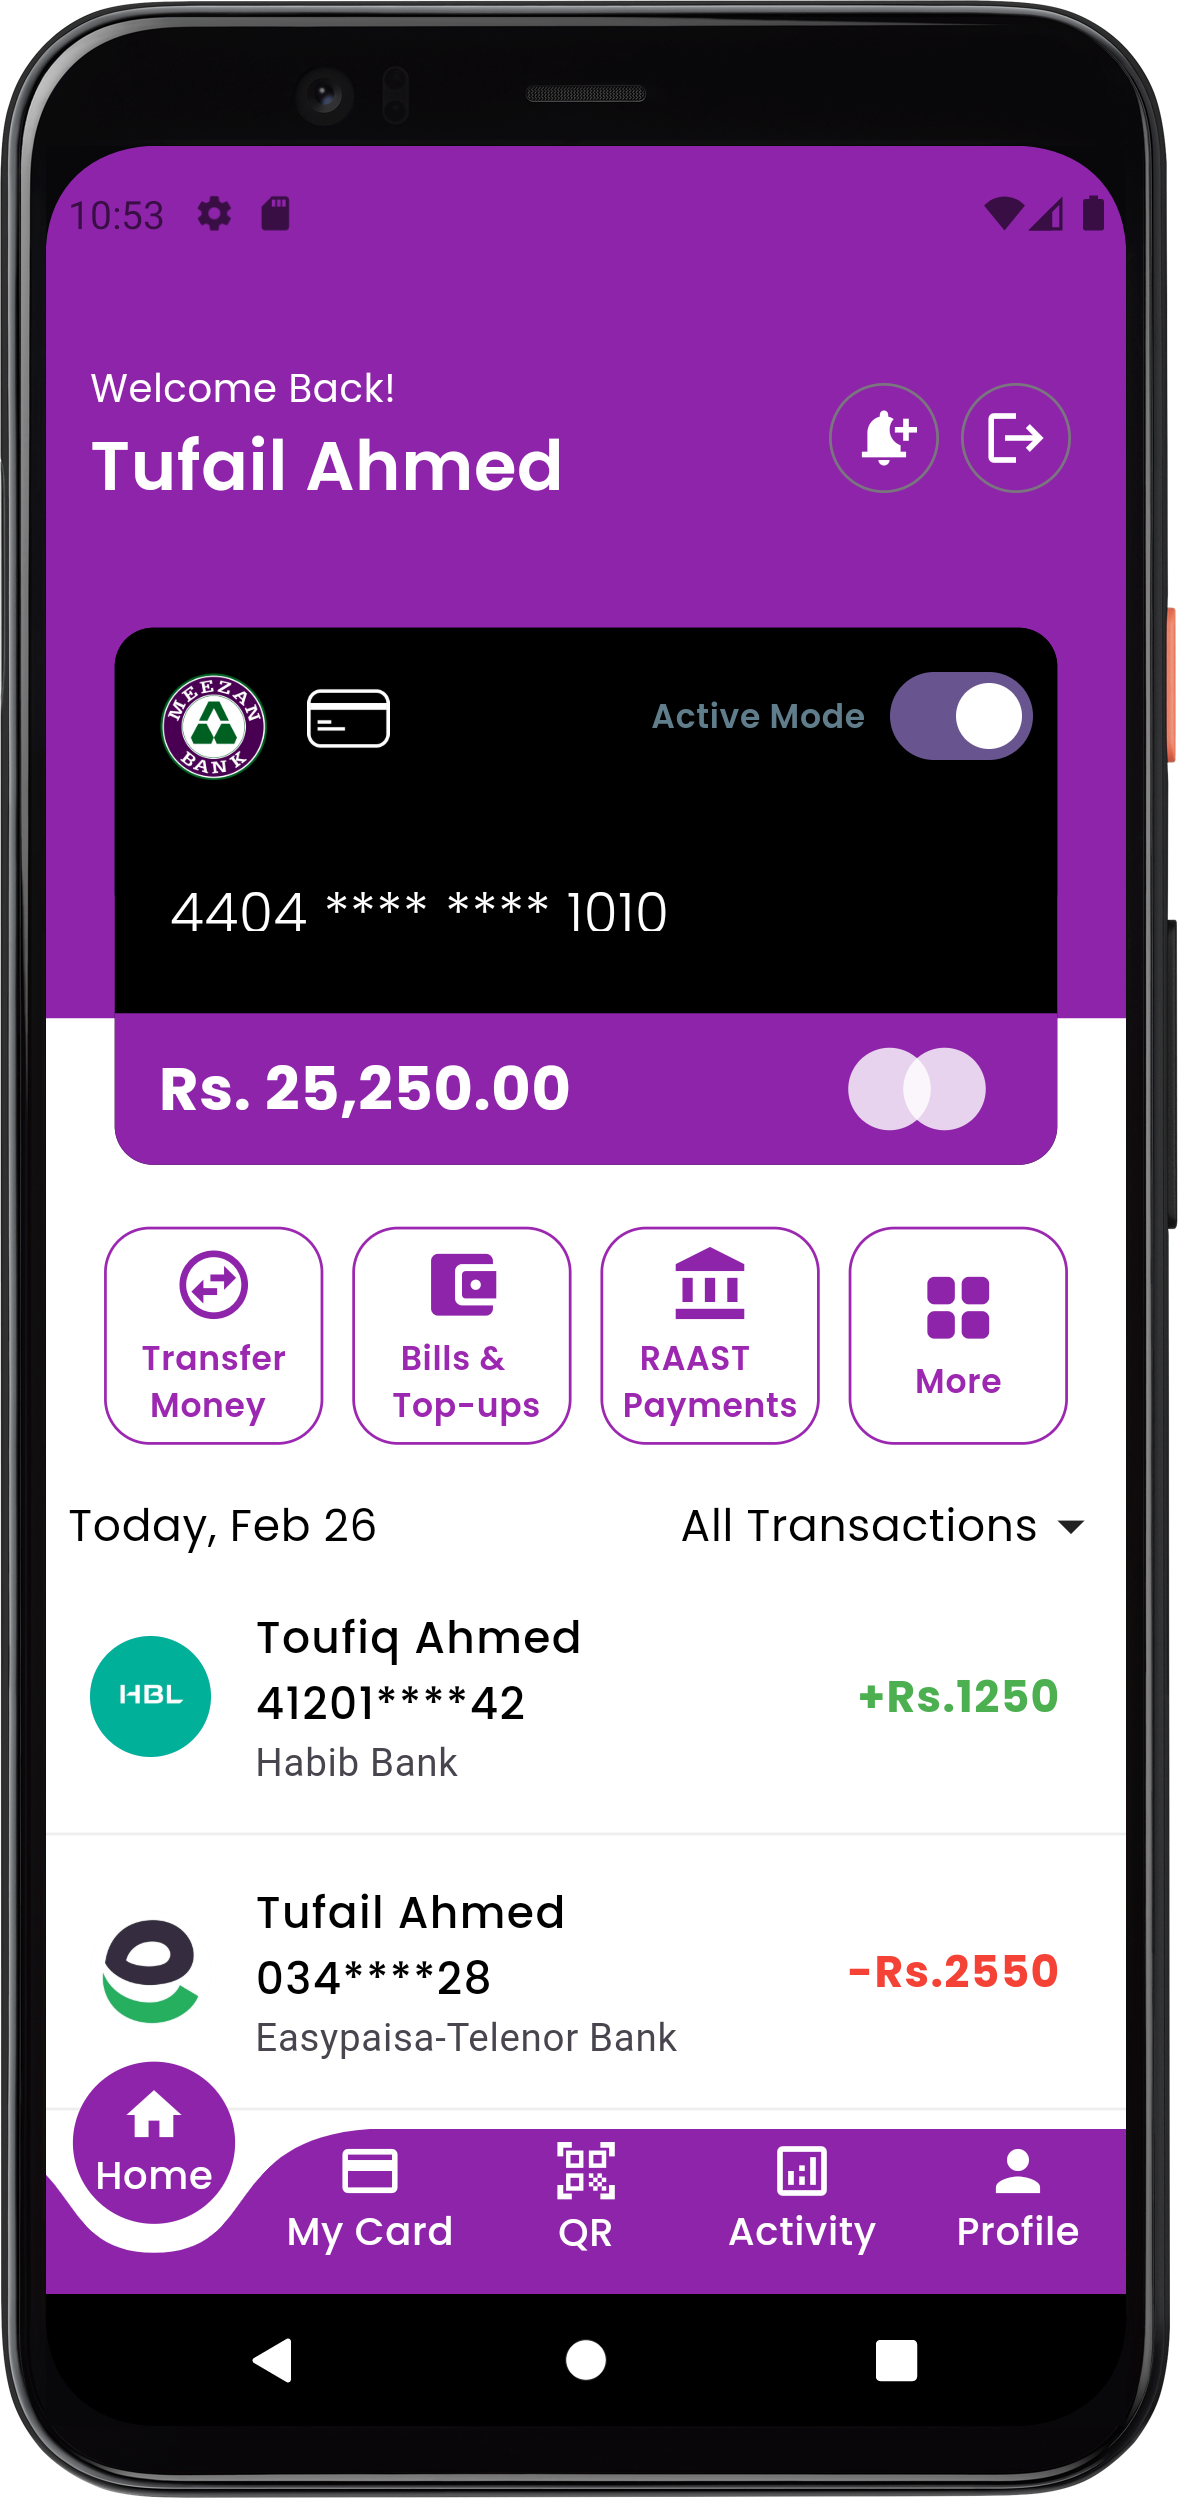 10:53
Welcome Back!
Tufail Ahmed
MEEZAN
BANK
Active Mode
4404 **** **** 1010
Rs. 25,250.00
Transfer
Money
Bills &
Top-ups
RAAST
Payments
More
Today, Feb 26
All Transactions
Toufiq Ahmed
HBL
41201****42
+Rs.1250
Habib Bank
Tufail Ahmed
034****28
-Rs.2550
Easypaisa-Telenor Bank
Home
My Card
QR
Activity
Profile